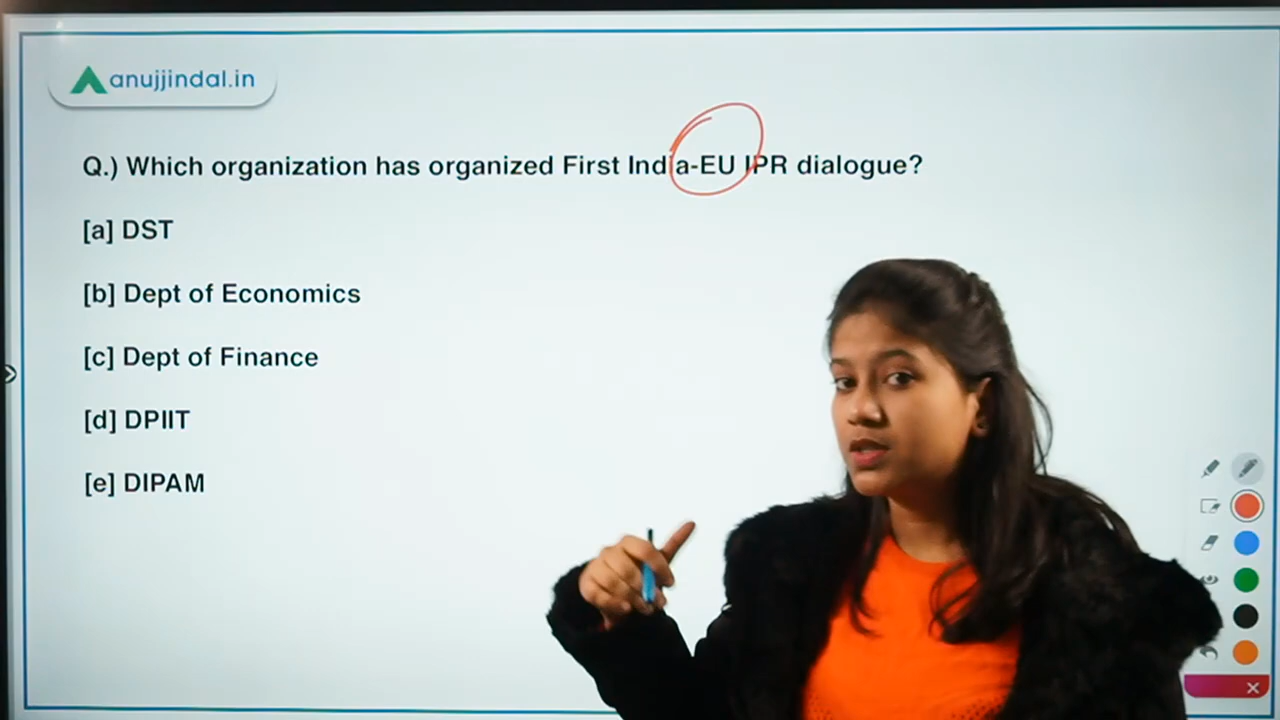 anujjindal.in
Q.) Which organization has organized First India-EU IPR dialogue?
[a] DST
[b] Dept of Economics
[c] Dept of Finance
[d] DPIIT
[e] DIPAM